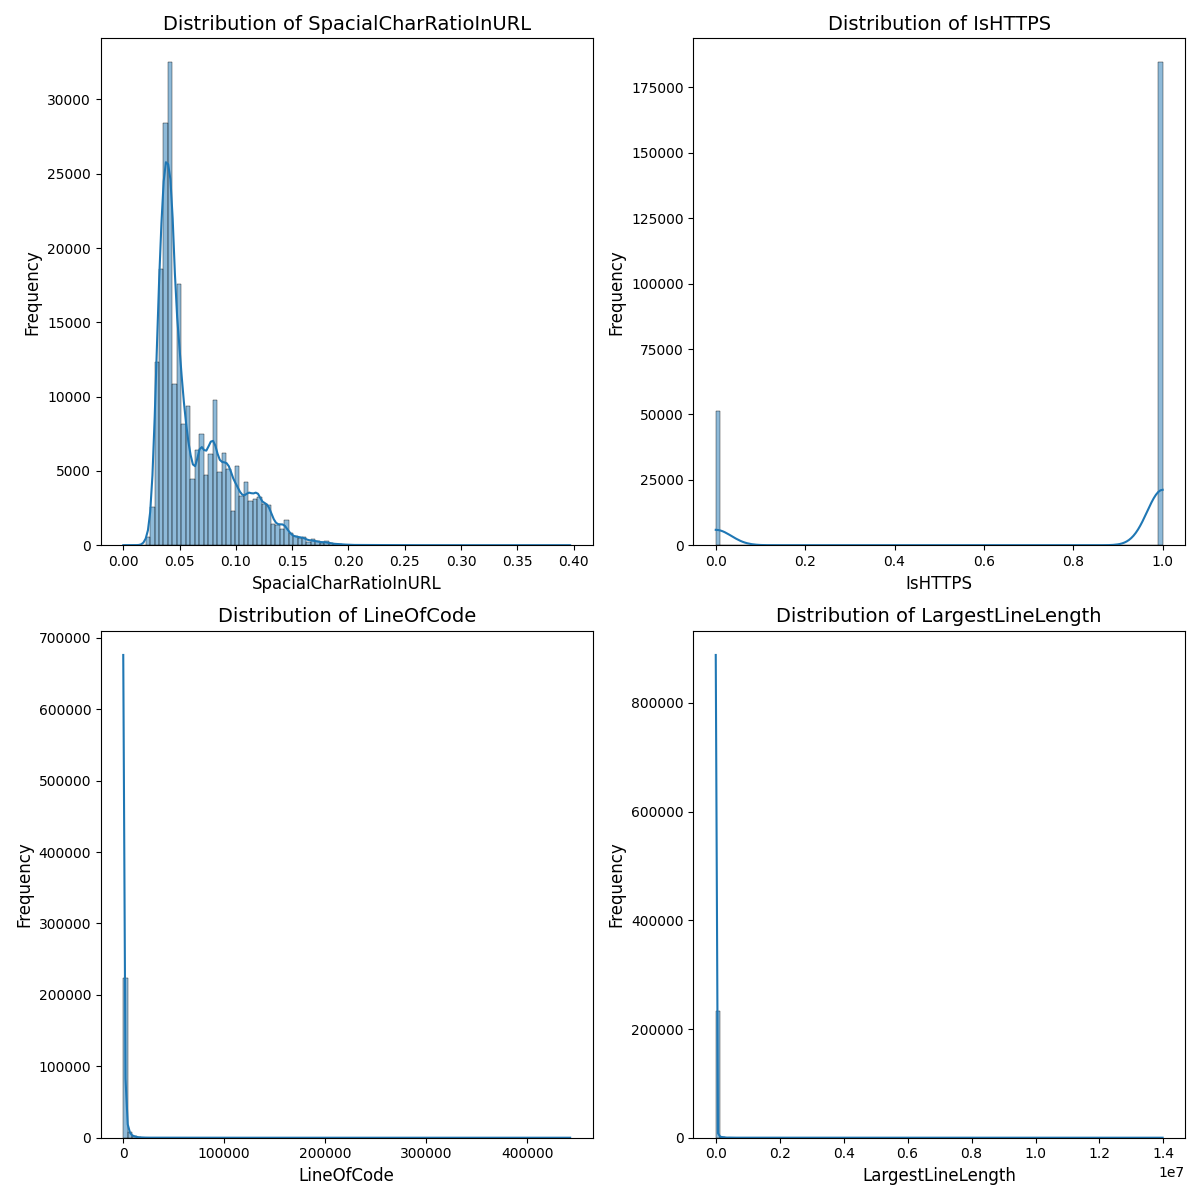 Distribution of SpacialCharRatioInURL
Frequency
30000
25000
20000
15000
10000
5000
0
0.00 0.05 0.10 0.15 0.20 0.25 0.30 0.35 0.40
SpacialCharRatioInURL
Distribution of IsHTTPS
Frequency
175000
150000
125000
100000
75000
50000
25000
0
0.0 0.2 0.4 0.6 0.8 1.0
IsHTTPS
Distribution of LineOfCode
Frequency
700000
600000
500000
400000
300000
200000
100000
0
0 100000 200000 300000 400000
LineOfCode
Distribution of LargestLineLength
Frequency
800000
600000
400000
200000
0
0.0 0.2 0.4 0.6 0.8 1.0 1.2 1.4
1e7
LargestLineLength